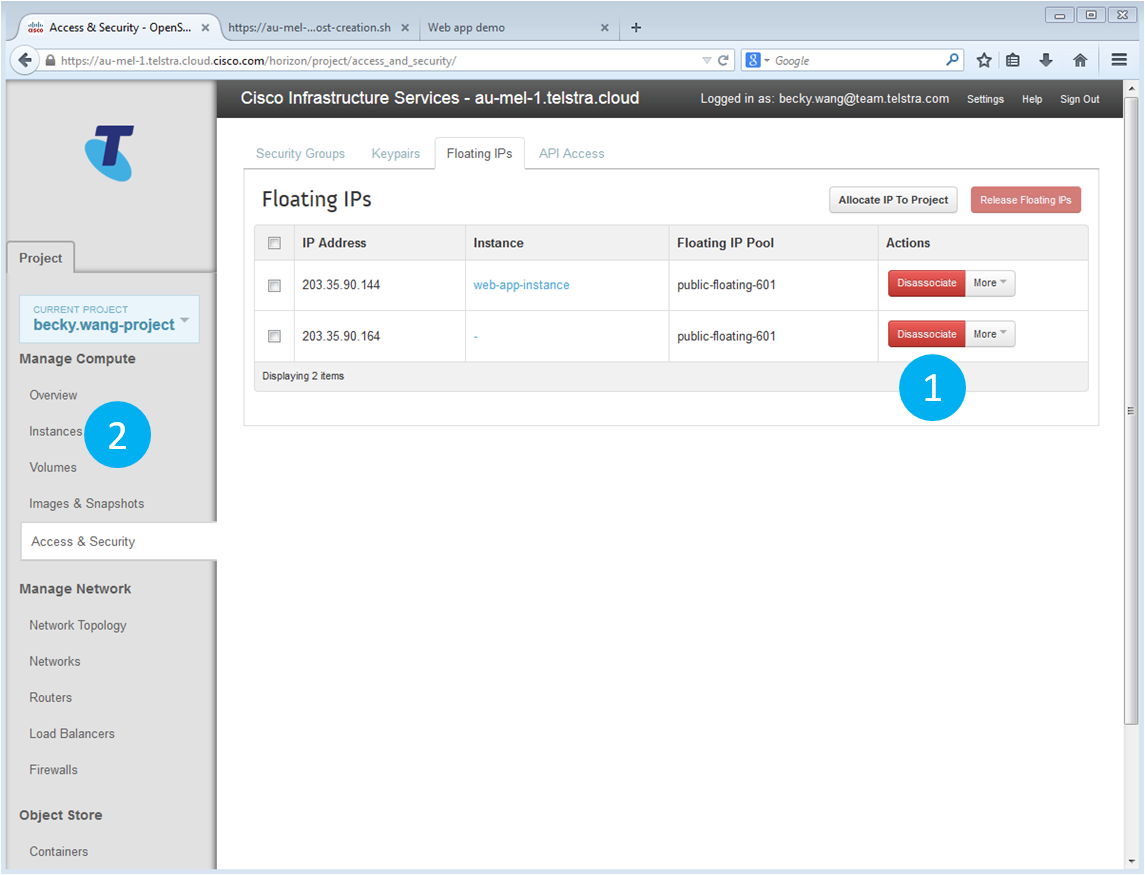 Access & Security - OpenS...
https://au-mel-...ost-creation.sh
Web app demo
https://au-mel-1.telstra.cloud.cisco.com/horizon/project/access_and_security/
Google
Cisco Infrastructure Services - au-mel-1.telstra.cloud
Logged in as: becky.wang@team.telstra.com
Settings
Help
Sign Out
T
Project
CURRENT PROJECT
becky.wang-project
Manage Compute
Overview
Instances
2
Volumes
Images & Snapshots
Access & Security
Manage Network
Network Topology
Networks
Routers
Load Balancers
Firewalls
Object Store
Containers
Security Groups
Keypairs
Floating IPs
API Access
Floating IPs
Allocate IP To Project
Release Floating IPs
IP Address Instance Floating IP Pool Actions
203.35.90.144 web-app-instance public-floating-601 Disassociate More
203.35.90.164 - public-floating-601 Disassociate More
Displaying 2 items
1